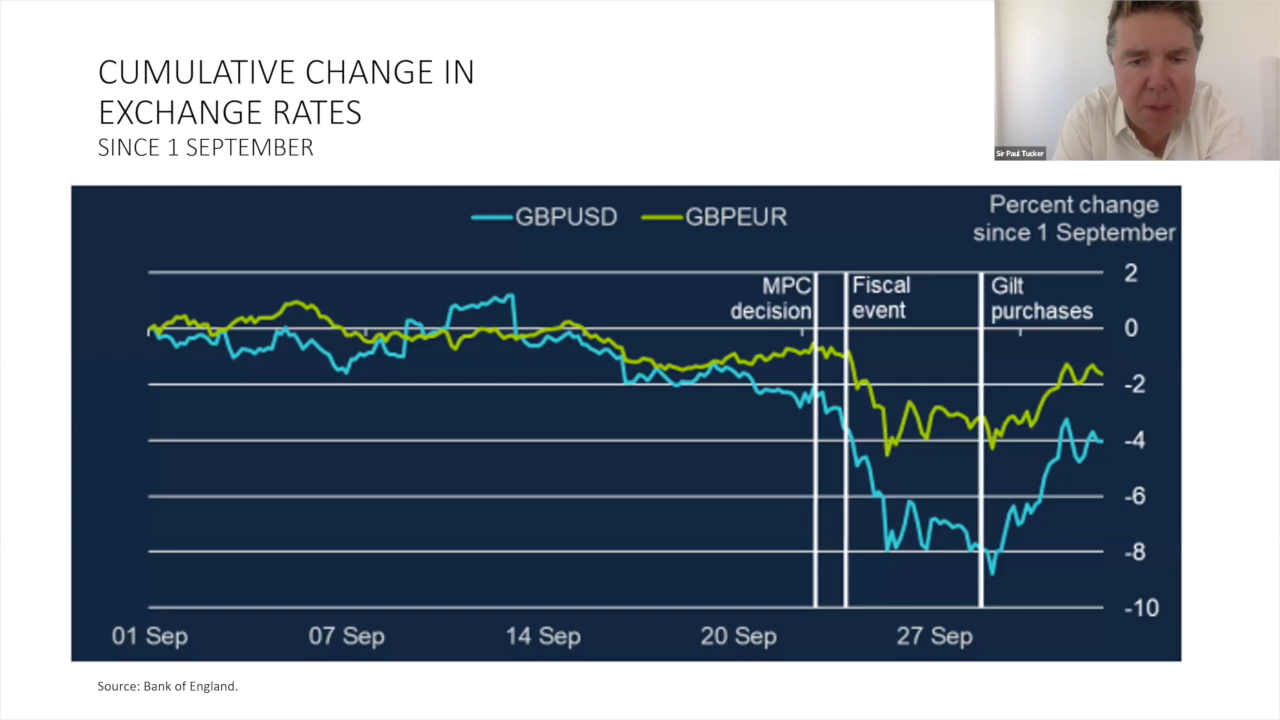 CUMULATIVE CHANGE IN
EXCHANGE RATES
SINCE 1 SEPTEMBER
Sir Paul Tucker
GBPUSD GBPEUR
Percent change
since 1 September
MPC
decision
Fiscal
event
Gilt
purchases
2
0
-2
-4
-6
-8
-10
01 Sep 07 Sep 14 Sep 20 Sep 27 Sep
Source: Bank of England.